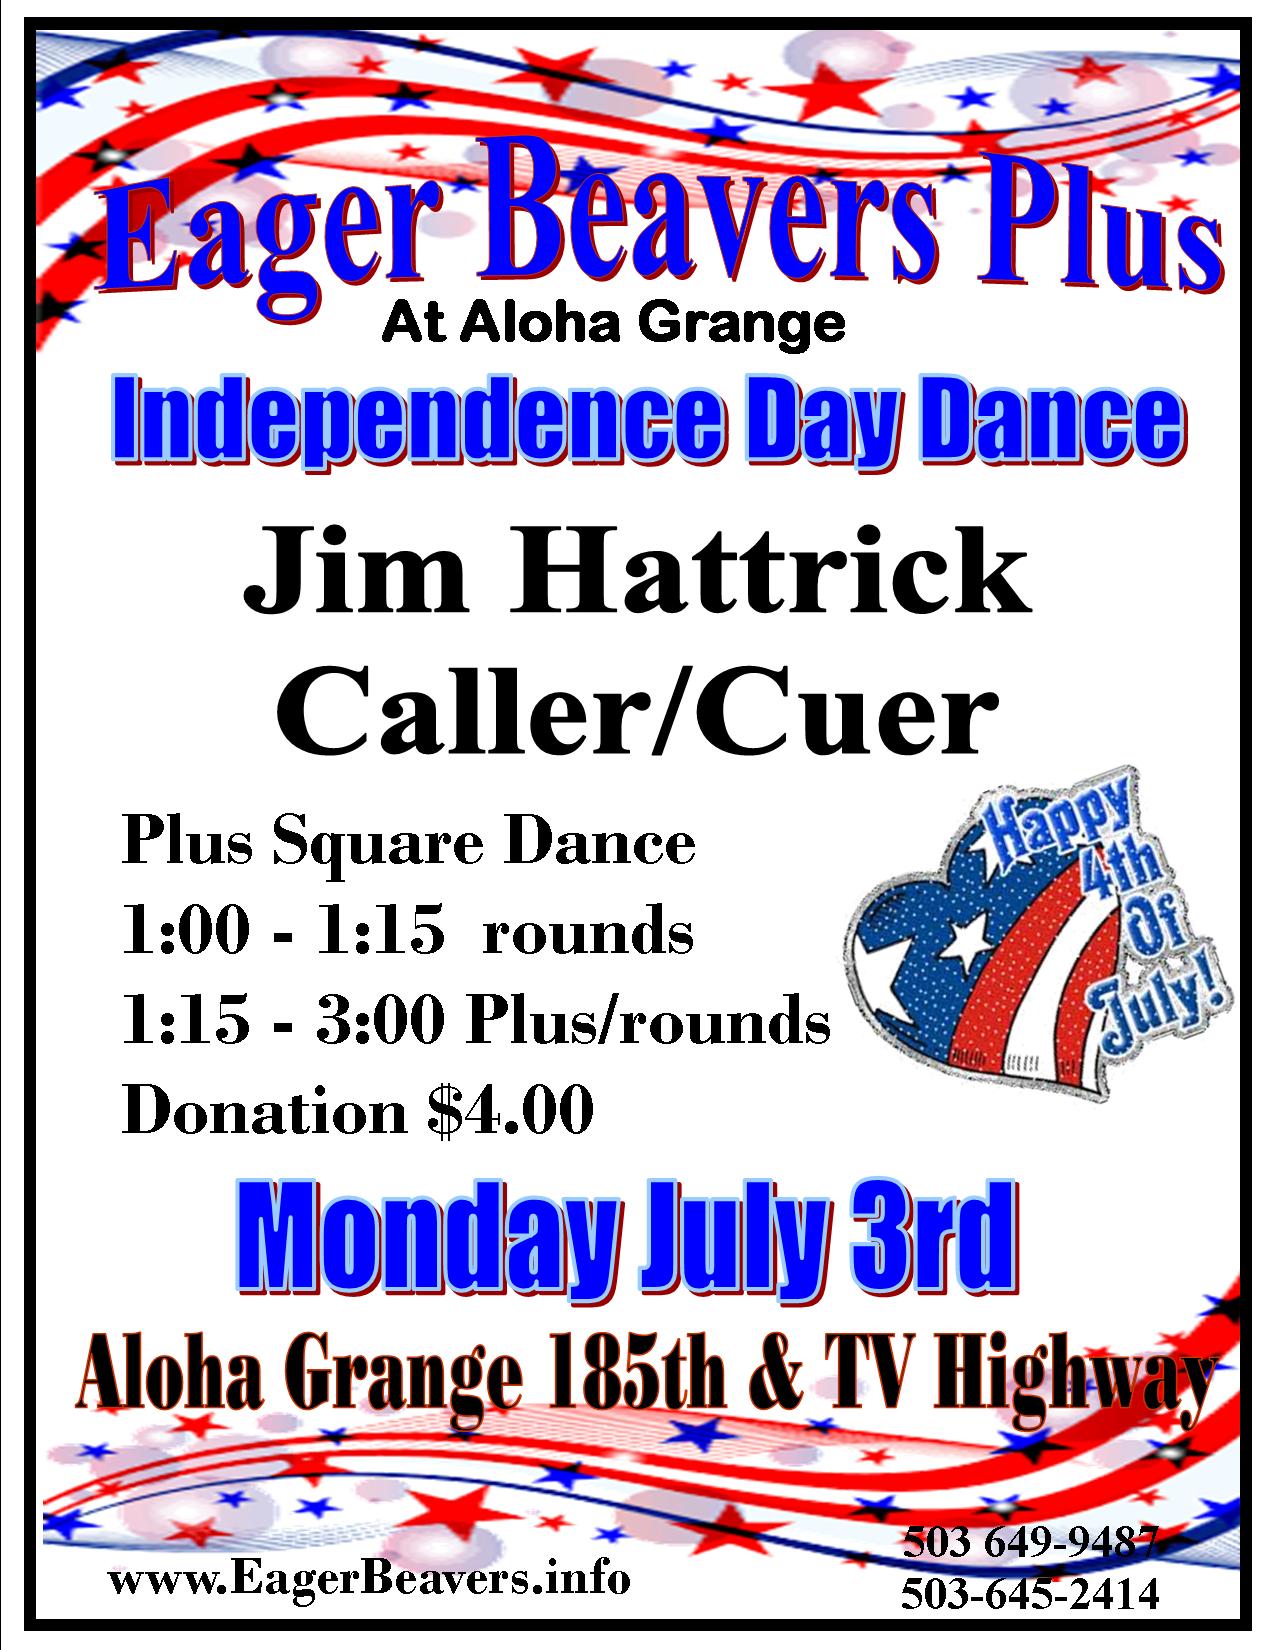 Eager Beavers Plus
At Aloha Grange
Independence Day Dance
Jim Hattrick
Caller/Cuer
Plus Square Dance
1:00 - 1:15 rounds
1:15 - 3:00 Plus/rounds
Donation $4.00
Happy
4th
Of
July!
Monday July 3rd
Aloha Grange 185th & TV Highway
503 649-9487
www.EagerBeavers.info
503-645-2414